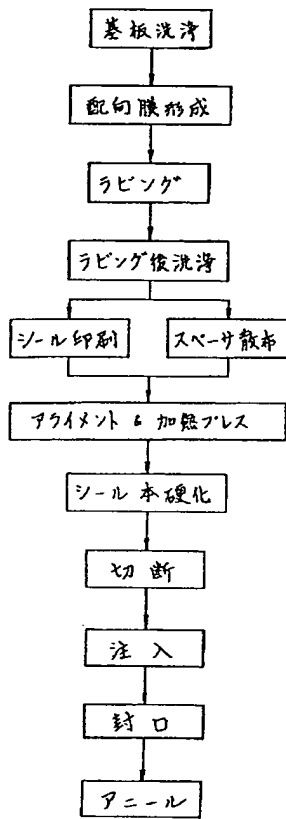 基板洗浄
配向膜形成
ラビング
ラビング後洗浄
シール印刷
スペーサ散布
アライメント & 加熱プレス
シール本硬化
切断
注入
封口
アニール